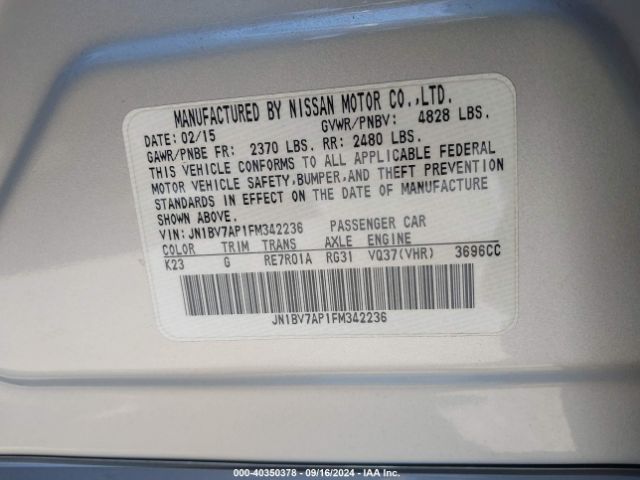 MANUFACTURED BY NISSAN MOTOR CO.,LTD.
DATE: 02/15 GVWR/PNBV: 4828 LBS.
GAWR/PNBE FR: 2370 LBS. RR: 2480 LBS.
THIS VEHICLE CONFORMS TO ALL APPLICABLE FEDERAL
MOTOR VEHICLE SAFETY,BUMPER,AND THEFT PREVENTION
STANDARDS IN EFFECT ON THE DATE OF MANUFACTURE
SHOWN ABOVE.
VIN: JN1BV7AP1FM342236 PASSENGER CAR
COLOR TRIM TRANS AXLE ENGINE
K23 G RE7R01A RG31 VQ37(VHR) 3696CC
JN1BV7AP1FM342236
000-40350378 - 09/16/2024 - IAA Inc.